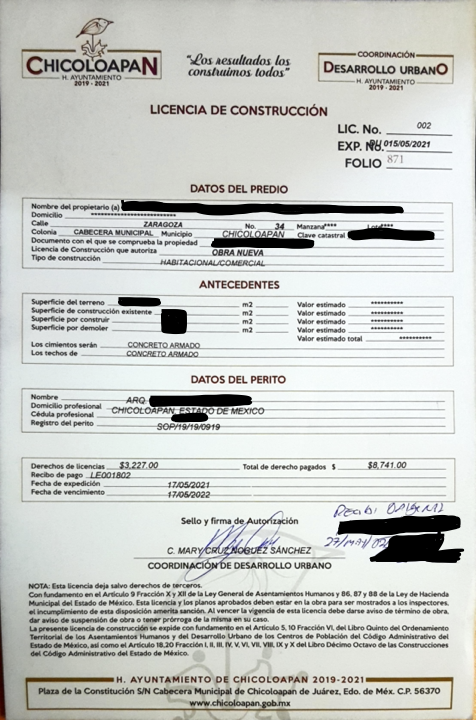 CHICOLOAPAN
H. AYUNTAMIENTO
2019 - 2021
"Los resultados los
construimos todos"
COORDINACIÓN
DESARROLLO URBANO
H. AYUNTAMIENTO
2019 - 2021
LICENCIA DE CONSTRUCCIÓN
LIC. No. 002
EXP. No. DU 015/05/2021
FOLIO 871
DATOS DEL PREDIO
Nombre del propietario (a)
Domicilio **************************
Calle ZARAGOZA No. 34 Manzana****
Colonia CABECERA MUNICIPAL Municipio CHICOLOAPAN Clave catastral
Documento con el que se comprueba la propiedad
Licencia de Construcción que autoriza OBRA NUEVA
Tipo de construcción HABITACIONAL/COMERCIAL
ANTECEDENTES
Superficie del terreno m2 Valor estimado **********
Superficie de construcción existente m2 Valor estimado **********
Superficie por construir m2 Valor estimado **********
Superficie por demoler m2 Valor estimado **********
Valor estimado total **********
Los cimientos serán CONCRETO ARMADO
Los techos de CONCRETO ARMADO
DATOS DEL PERITO
Nombre ARQ.
Domicilio profesional CHICOLOAPAN, ESTADO DE MEXICO
Cédula profesional
Registro del perito SOP/19/19/0919
Derechos de licencias $3,227.00 Total de derecho pagados $ $8,741.00
Recibo de pago LE001802
Fecha de expedición 17/05/2021
Fecha de vencimiento 17/05/2022
Sello y firma de Autorización
Recibi Original
27/may/02
C. MARY CRUZ NOGUEZ SÁNCHEZ
COORDINACIÓN DE DESARROLLO URBANO
NOTA: Esta licencia deja salvo derechos de terceros.
Con fundamento en el Artículo 9 Fracción X y XII de la Ley General de Asentamientos Humanos y 86, 87 y 88 de la Ley de Hacienda
Municipal del Estado de México. Esta licencia y los planos aprobados deben estar en la obra para ser mostrados a los inspectores,
el incumplimiento de esta disposición amerita sanción. Al vencer la vigencia de esta licencia debe darse aviso de término de obra,
dar aviso de suspensión de obra o tener prórroga de la misma en su caso.
La presente licencia de construcción se expide con fundamento en el Artículo 5, 10 Fracción VI, del Libro Quinto del Ordenamiento
Territorial de los Asentamientos Humanos y del Desarrollo Urbano de los Centros de Población del Código Administrativo del
Estado de México, así como el 18,20 Fracción I, II, III, IV, V, VI, VII, VIII, IX y X del Libro Décimo Octavo de las Construcciones
del Código Administrativo del Estado de México.
H. AYUNTAMIENTO DE CHICOLOAPAN 2019-2021
Plaza de la Constitución S/N Cabecera Municipal de Chicoloapan de Juárez, Edo. de Méx. C.P. 56370
www.chicoloapan.gob.mx